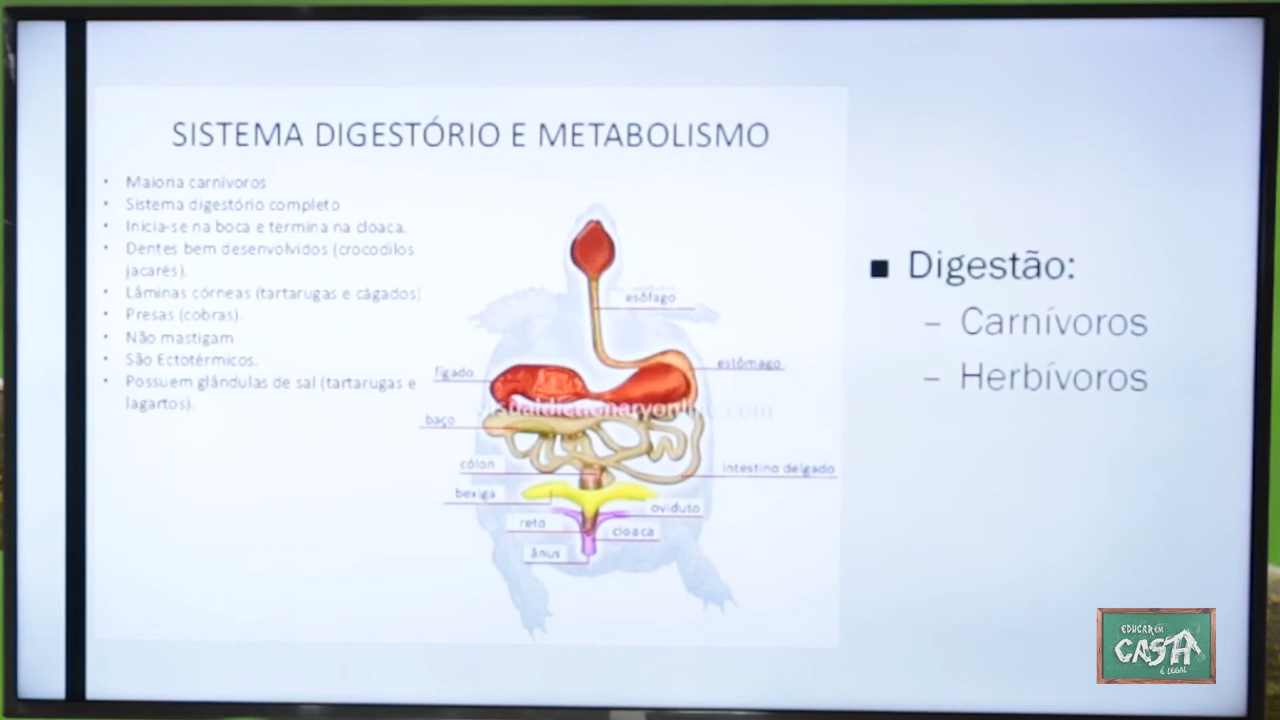 SISTEMA DIGESTÓRIO E METABOLISMO
• Maioria carnívoros
• Sistema digestório completo
• Inicia-se na boca e termina na cloaca.
• Dentes bem desenvolvidos (crocodilos
jacarés).
• Lâminas córneas (tartarugas e cágados)
• Presas (cobras).
• Não mastigam
• São Ectotérmicos.
• Possuem glândulas de sal (tartarugas e
lagartos).
esôfago
estômago
fígado
baço
cólon
intestino delgado
bexiga
oviduto
reto
cloaca
ânus
■ Digestão:
– Carnívoros
– Herbívoros
EDUCAR EM
CASA
É LEGAL